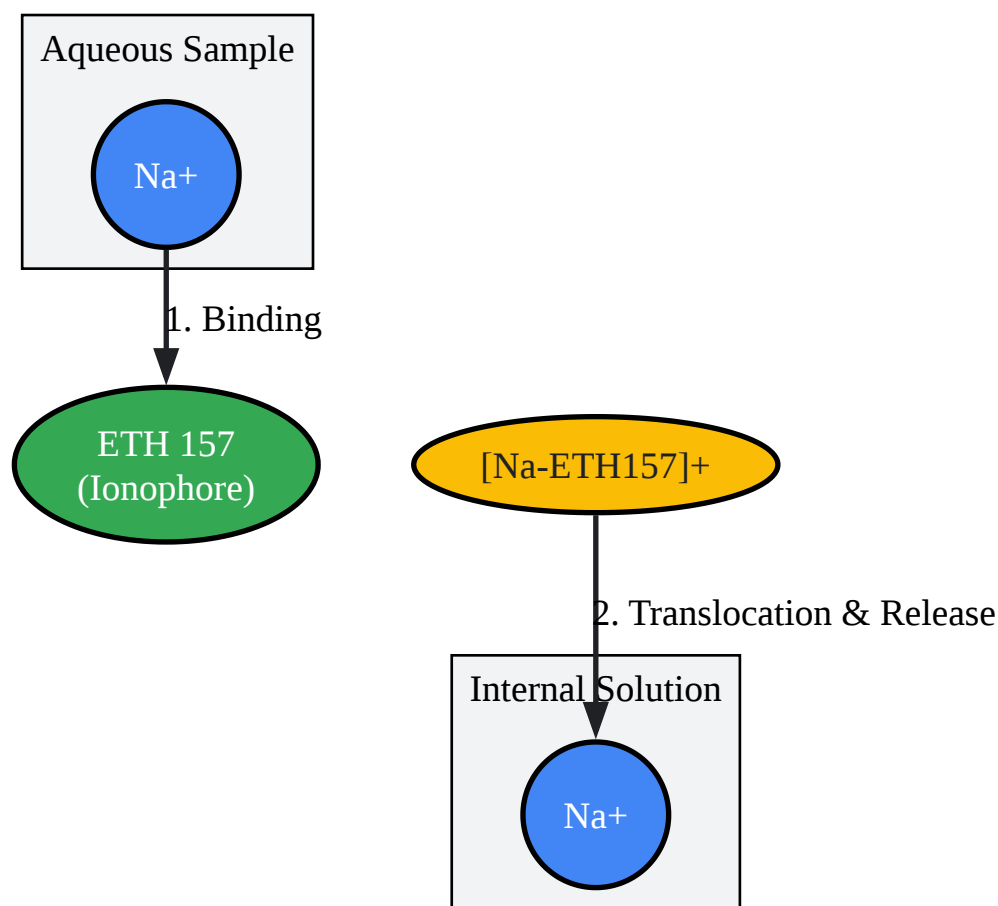 Aqueous Sample
Na+
1. Binding
ETH 157
(Ionophore)
[Na-ETH157]+
2. Translocation & Release
Internal Solution
Na+